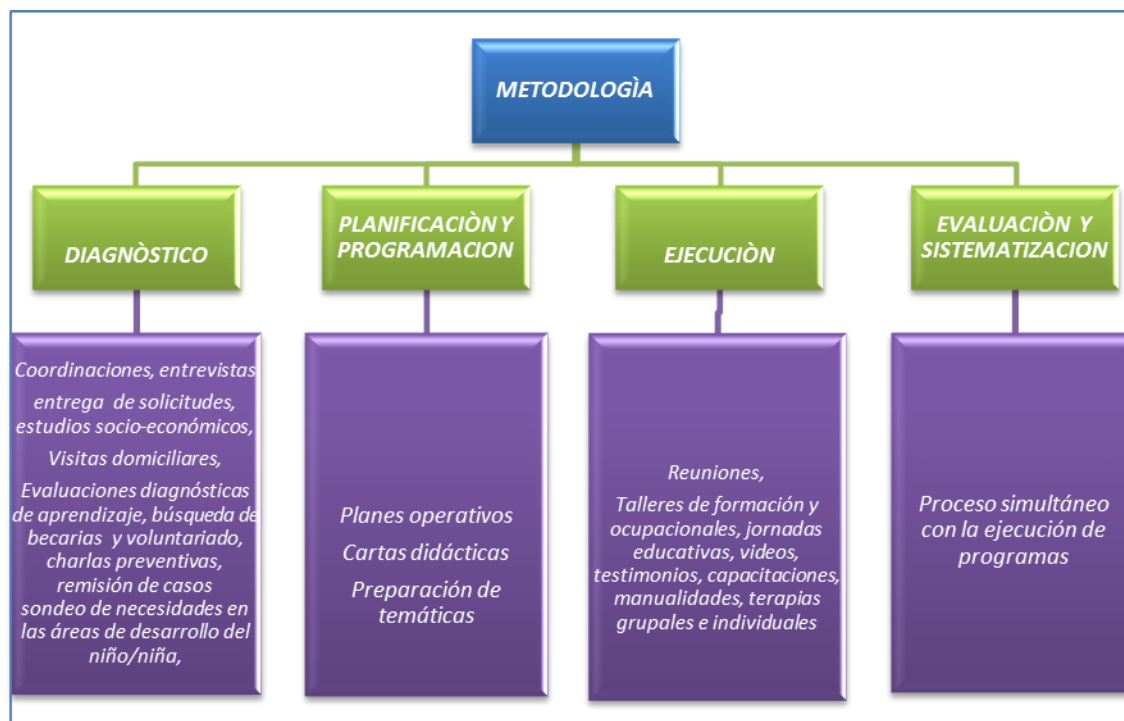 METODOLOGÌA
DIAGNÒSTICO
PLANIFICACIÒN Y
PROGRAMACION
EJECUCIÒN
EVALUACIÒN Y
SISTEMATIZACION
Coordinaciones, entrevistas
entrega de solicitudes,
estudios socio-económicos,
Visitas domiciliares,
Evaluaciones diagnósticas
de aprendizaje, búsqueda de
becarias y voluntariado,
charlas preventivas,
remisión de casos
sondeo de necesidades en
las áreas de desarrollo del
niño/niña,
Planes operativos
Cartas didácticas
Preparación de
temáticas
Reuniones,
Talleres de formación y
ocupacionales, jornadas
educativas, videos,
testimonios, capacitaciones,
manualidades, terapias
grupales e individuales
Proceso simultáneo
con la ejecución de
programas